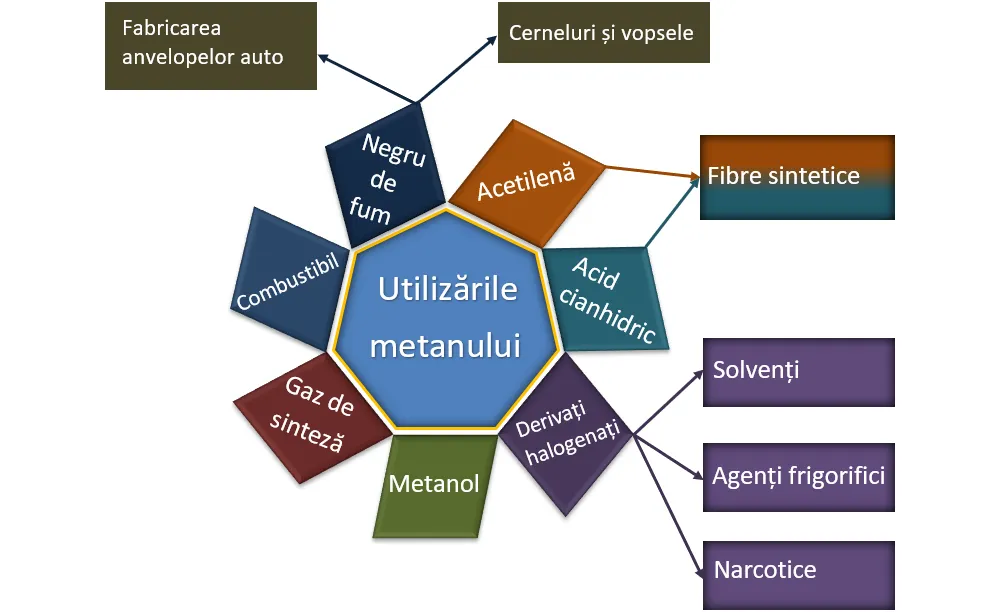 Fabricarea
anvelopelor auto
Cerneluri și vopsele
Negru
de
fum
Acetilenă
Fibre sintetice
Combustibil
Utilizările
metanului
Acid
cianhidric
Solvenți
Gaz de
sinteză
Metanol
Derivați
halogenați
Agenți frigorifici
Narcotice